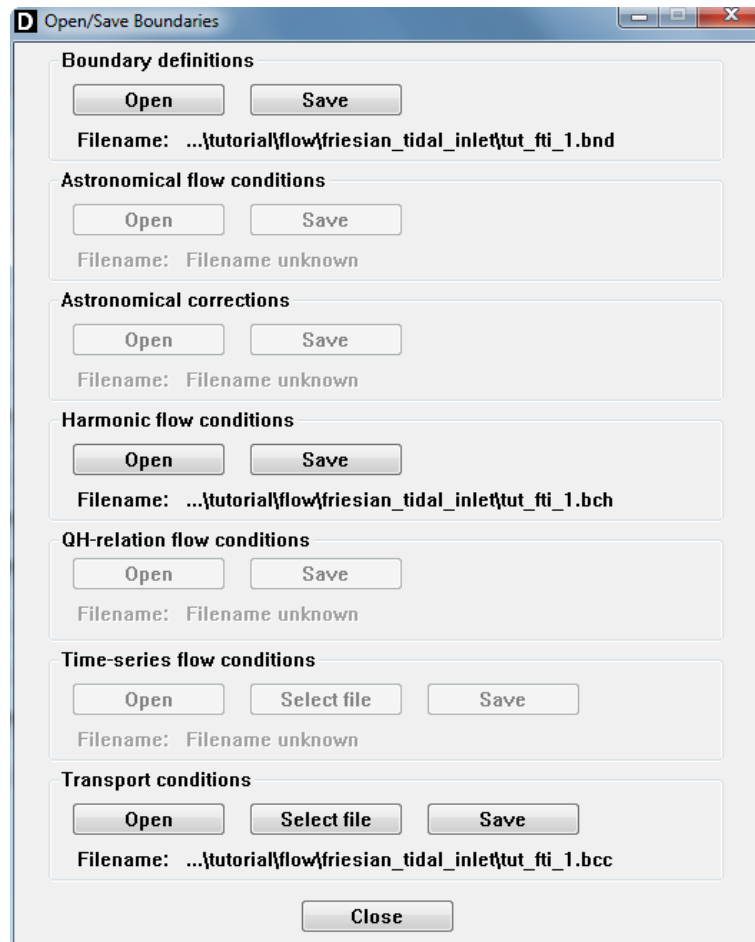 D Open/Save Boundaries
Boundary definitions
Open Save
Filename: ...\tutorial\flow\friesian_tidal_inlet\tut_fti_1.bnd
Astronomical flow conditions
Open Save
Filename: Filename unknown
Astronomical corrections
Open Save
Filename: Filename unknown
Harmonic flow conditions
Open Save
Filename: ...\tutorial\flow\friesian_tidal_inlet\tut_fti_1.bch
QH-relation flow conditions
Open Save
Filename: Filename unknown
Time-series flow conditions
Open Select file Save
Filename: Filename unknown
Transport conditions
Open Select file Save
Filename: ...\tutorial\flow\friesian_tidal_inlet\tut_fti_1.bcc
Close